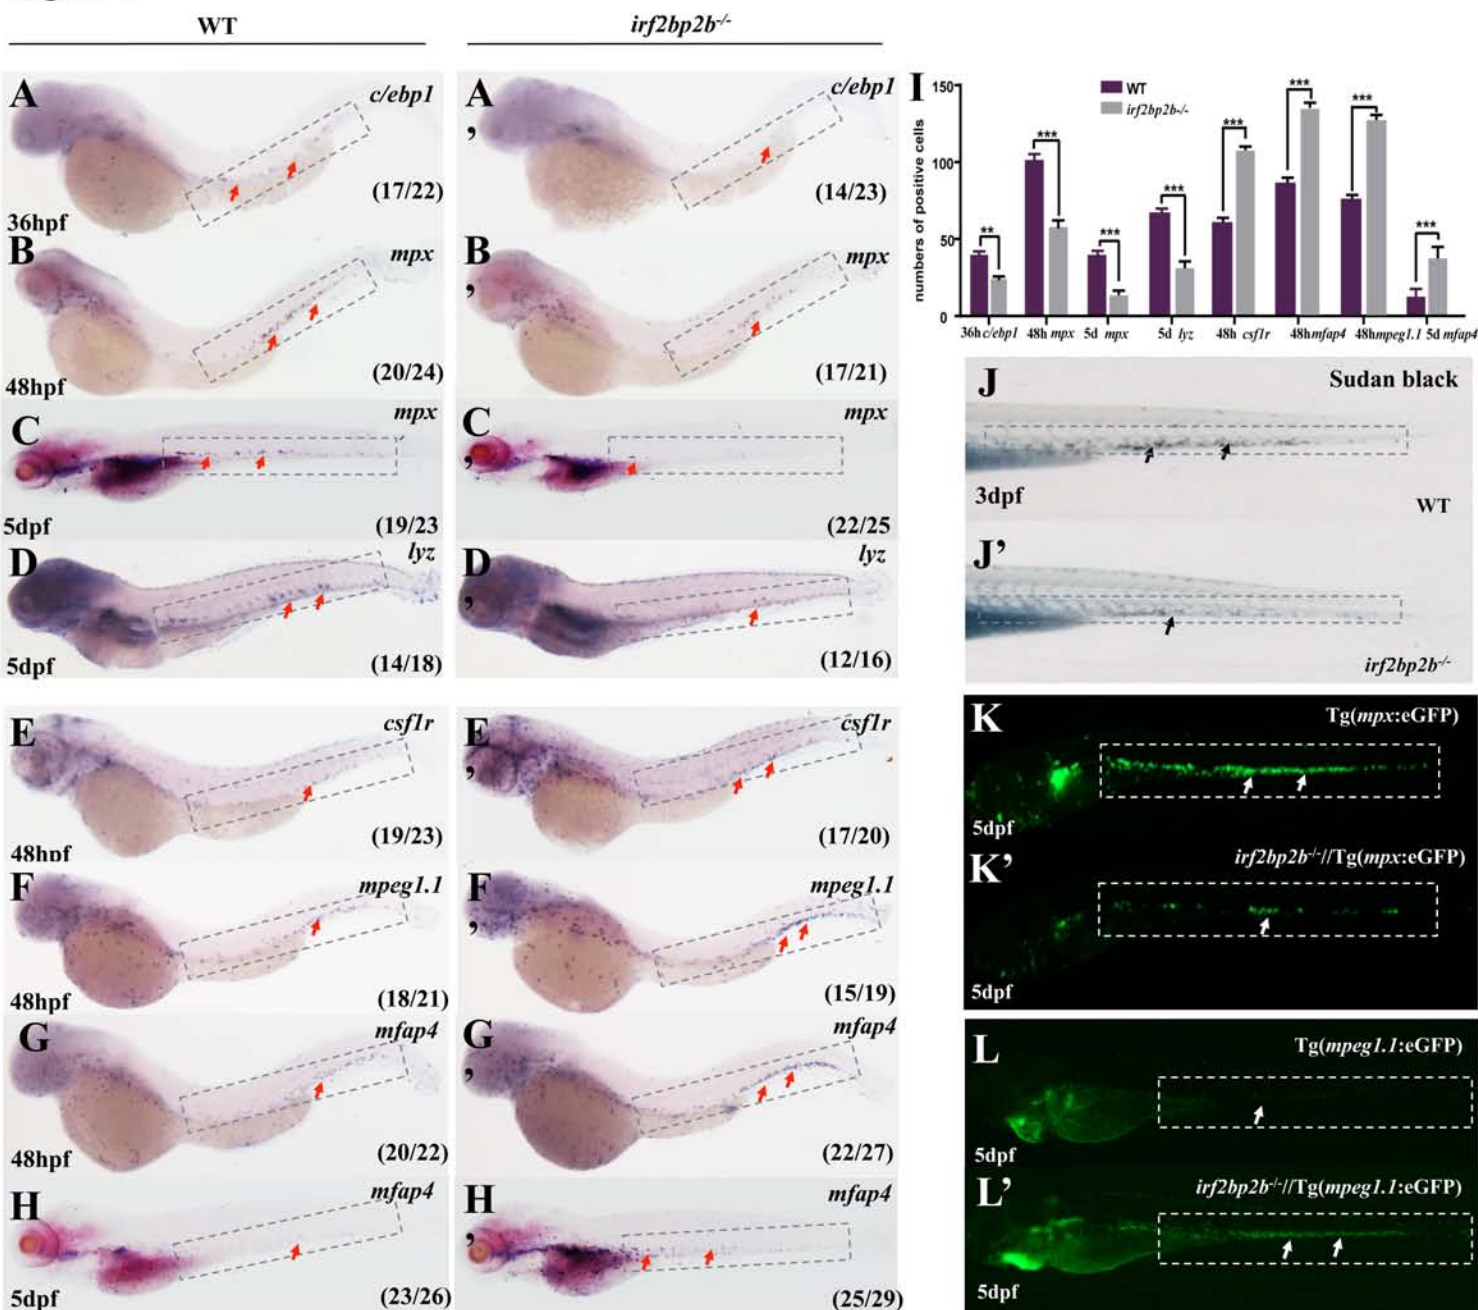 WT
irf2bp2b-/-
A
c/ebp1
(17/22)
36hpf
A’
c/ebp1
(14/23)
B
mpx
(20/24)
48hpf
B’
mpx
(17/21)
C
mpx
5dpf
(19/23
C’
mpx
(22/25
D
lyz
5dpf
(14/18)
D’
lyz
(12/16)
E
csf1r
(19/23)
48hpf
E’
csf1r
(17/20)
F
mpeg1.1
(18/21)
48hpf
F’
mpeg1.1
(15/19)
G
mfap4
(20/22)
48hpf
G’
mfap4
(22/27)
H
mfap4
5dpf
(23/26)
H’
mfap4
(25/29)
I
numbers of positive cells
150
100
50
0
WT
irf2bp2b-/-
** *** *** *** *** *** *** ***
36h c/ebp1 48h mpx 5d mpx 5d lyz 48h csf1r 48h mfap4 48h mpeg1.1 5d mfap4
J
Sudan black
3dpf
WT
J’
irf2bp2b-/-
K
Tg(mpx:eGFP)
5dpf
K’
irf2bp2b-/-//Tg(mpx:eGFP)
5dpf
L
Tg(mpeg1.1:eGFP)
5dpf
L’
irf2bp2b-/-//Tg(mpeg1.1:eGFP)
5dpf